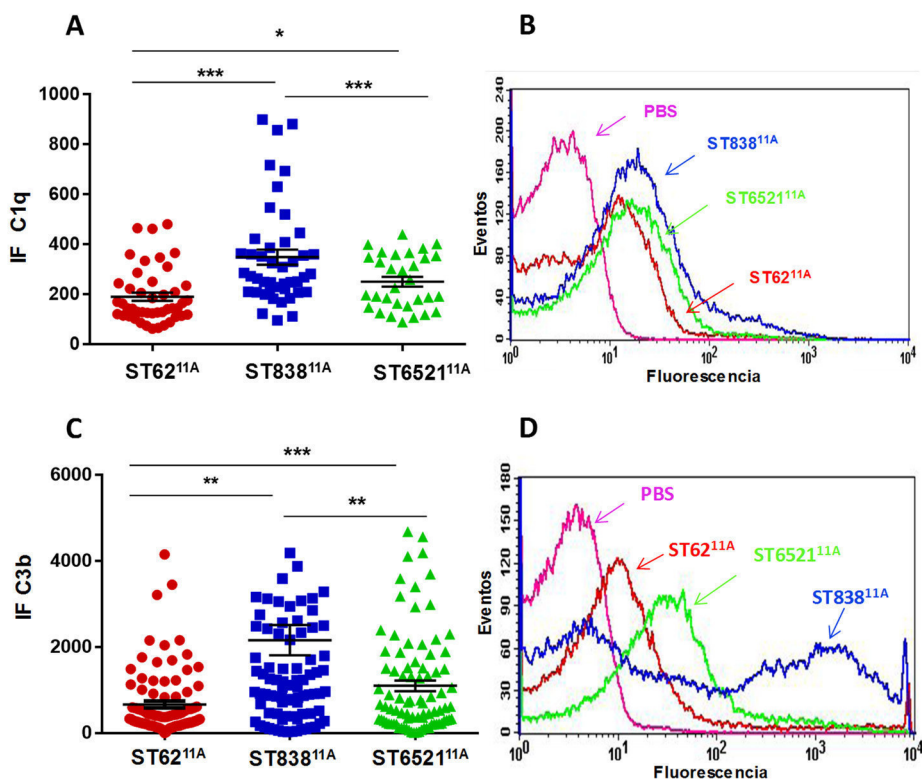 A
*
***
***
1000
800
600
400
200
0
IF C1q
ST62¹¹ᴬ
ST838¹¹ᴬ
ST6521¹¹ᴬ
B
240
200
160
120
80
40
0
Eventos
PBS
ST838¹¹ᴬ
ST6521¹¹ᴬ
ST62¹¹ᴬ
10⁰
10¹
10²
10³
10⁴
Fluorescencia
C
***
**
**
6000
4000
2000
0
IF C3b
ST62¹¹ᴬ
ST838¹¹ᴬ
ST6521¹¹ᴬ
D
180
150
120
90
60
30
0
Eventos
PBS
ST62¹¹ᴬ
ST6521¹¹ᴬ
ST838¹¹ᴬ
10⁰
10¹
10²
10³
10⁴
Fluorescencia